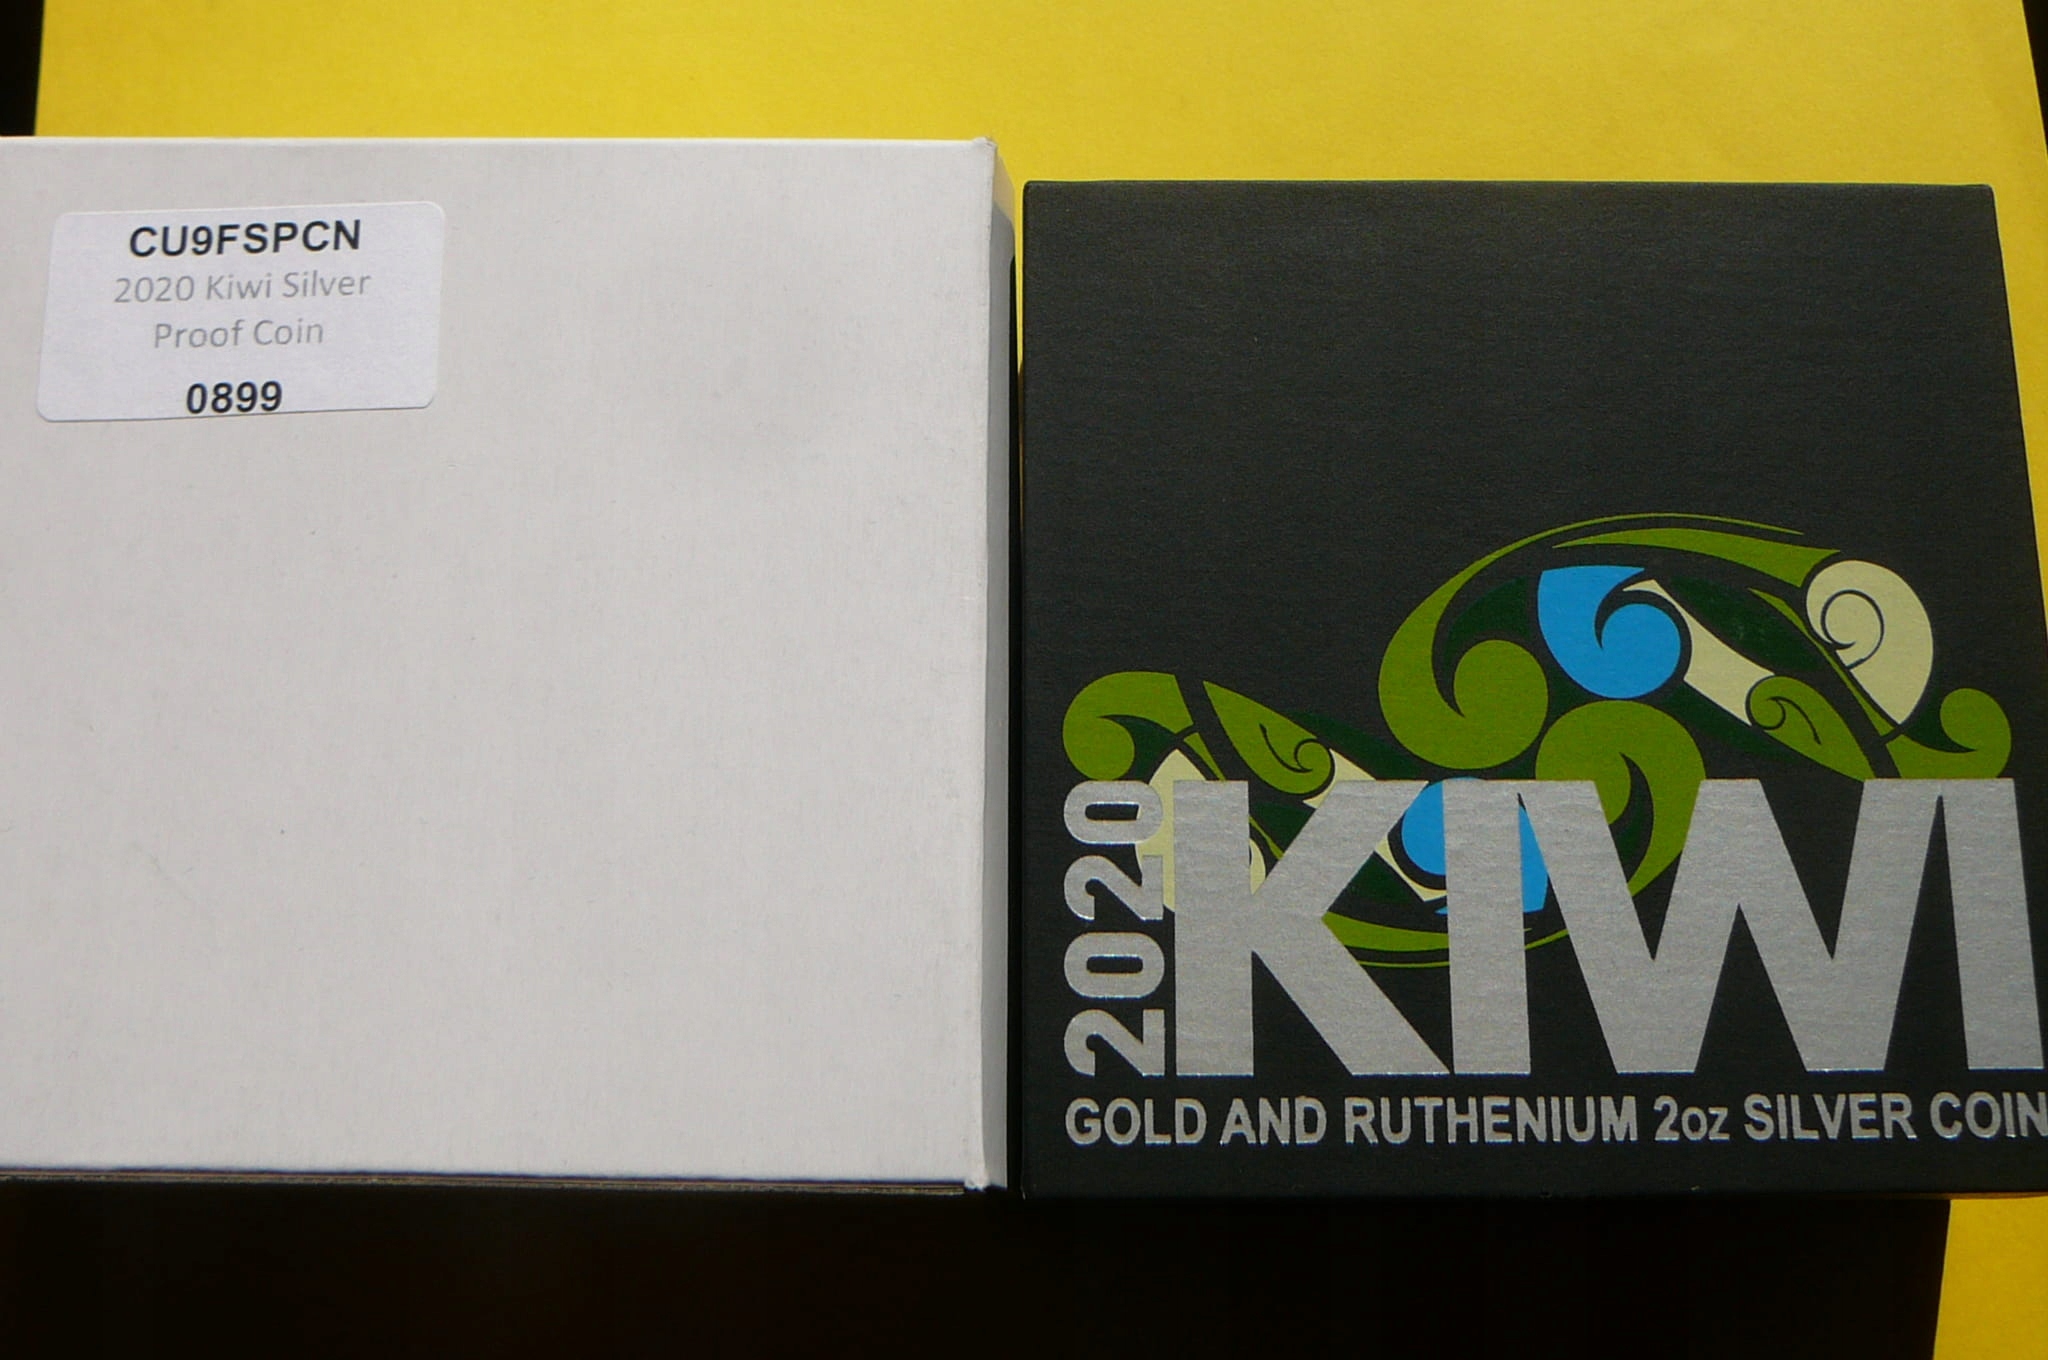 CU9FSPCN
2020 Kiwi Silver
Proof Coin
0899
2020
KIWI
GOLD AND RUTHENIUM 2oz SILVER COIN